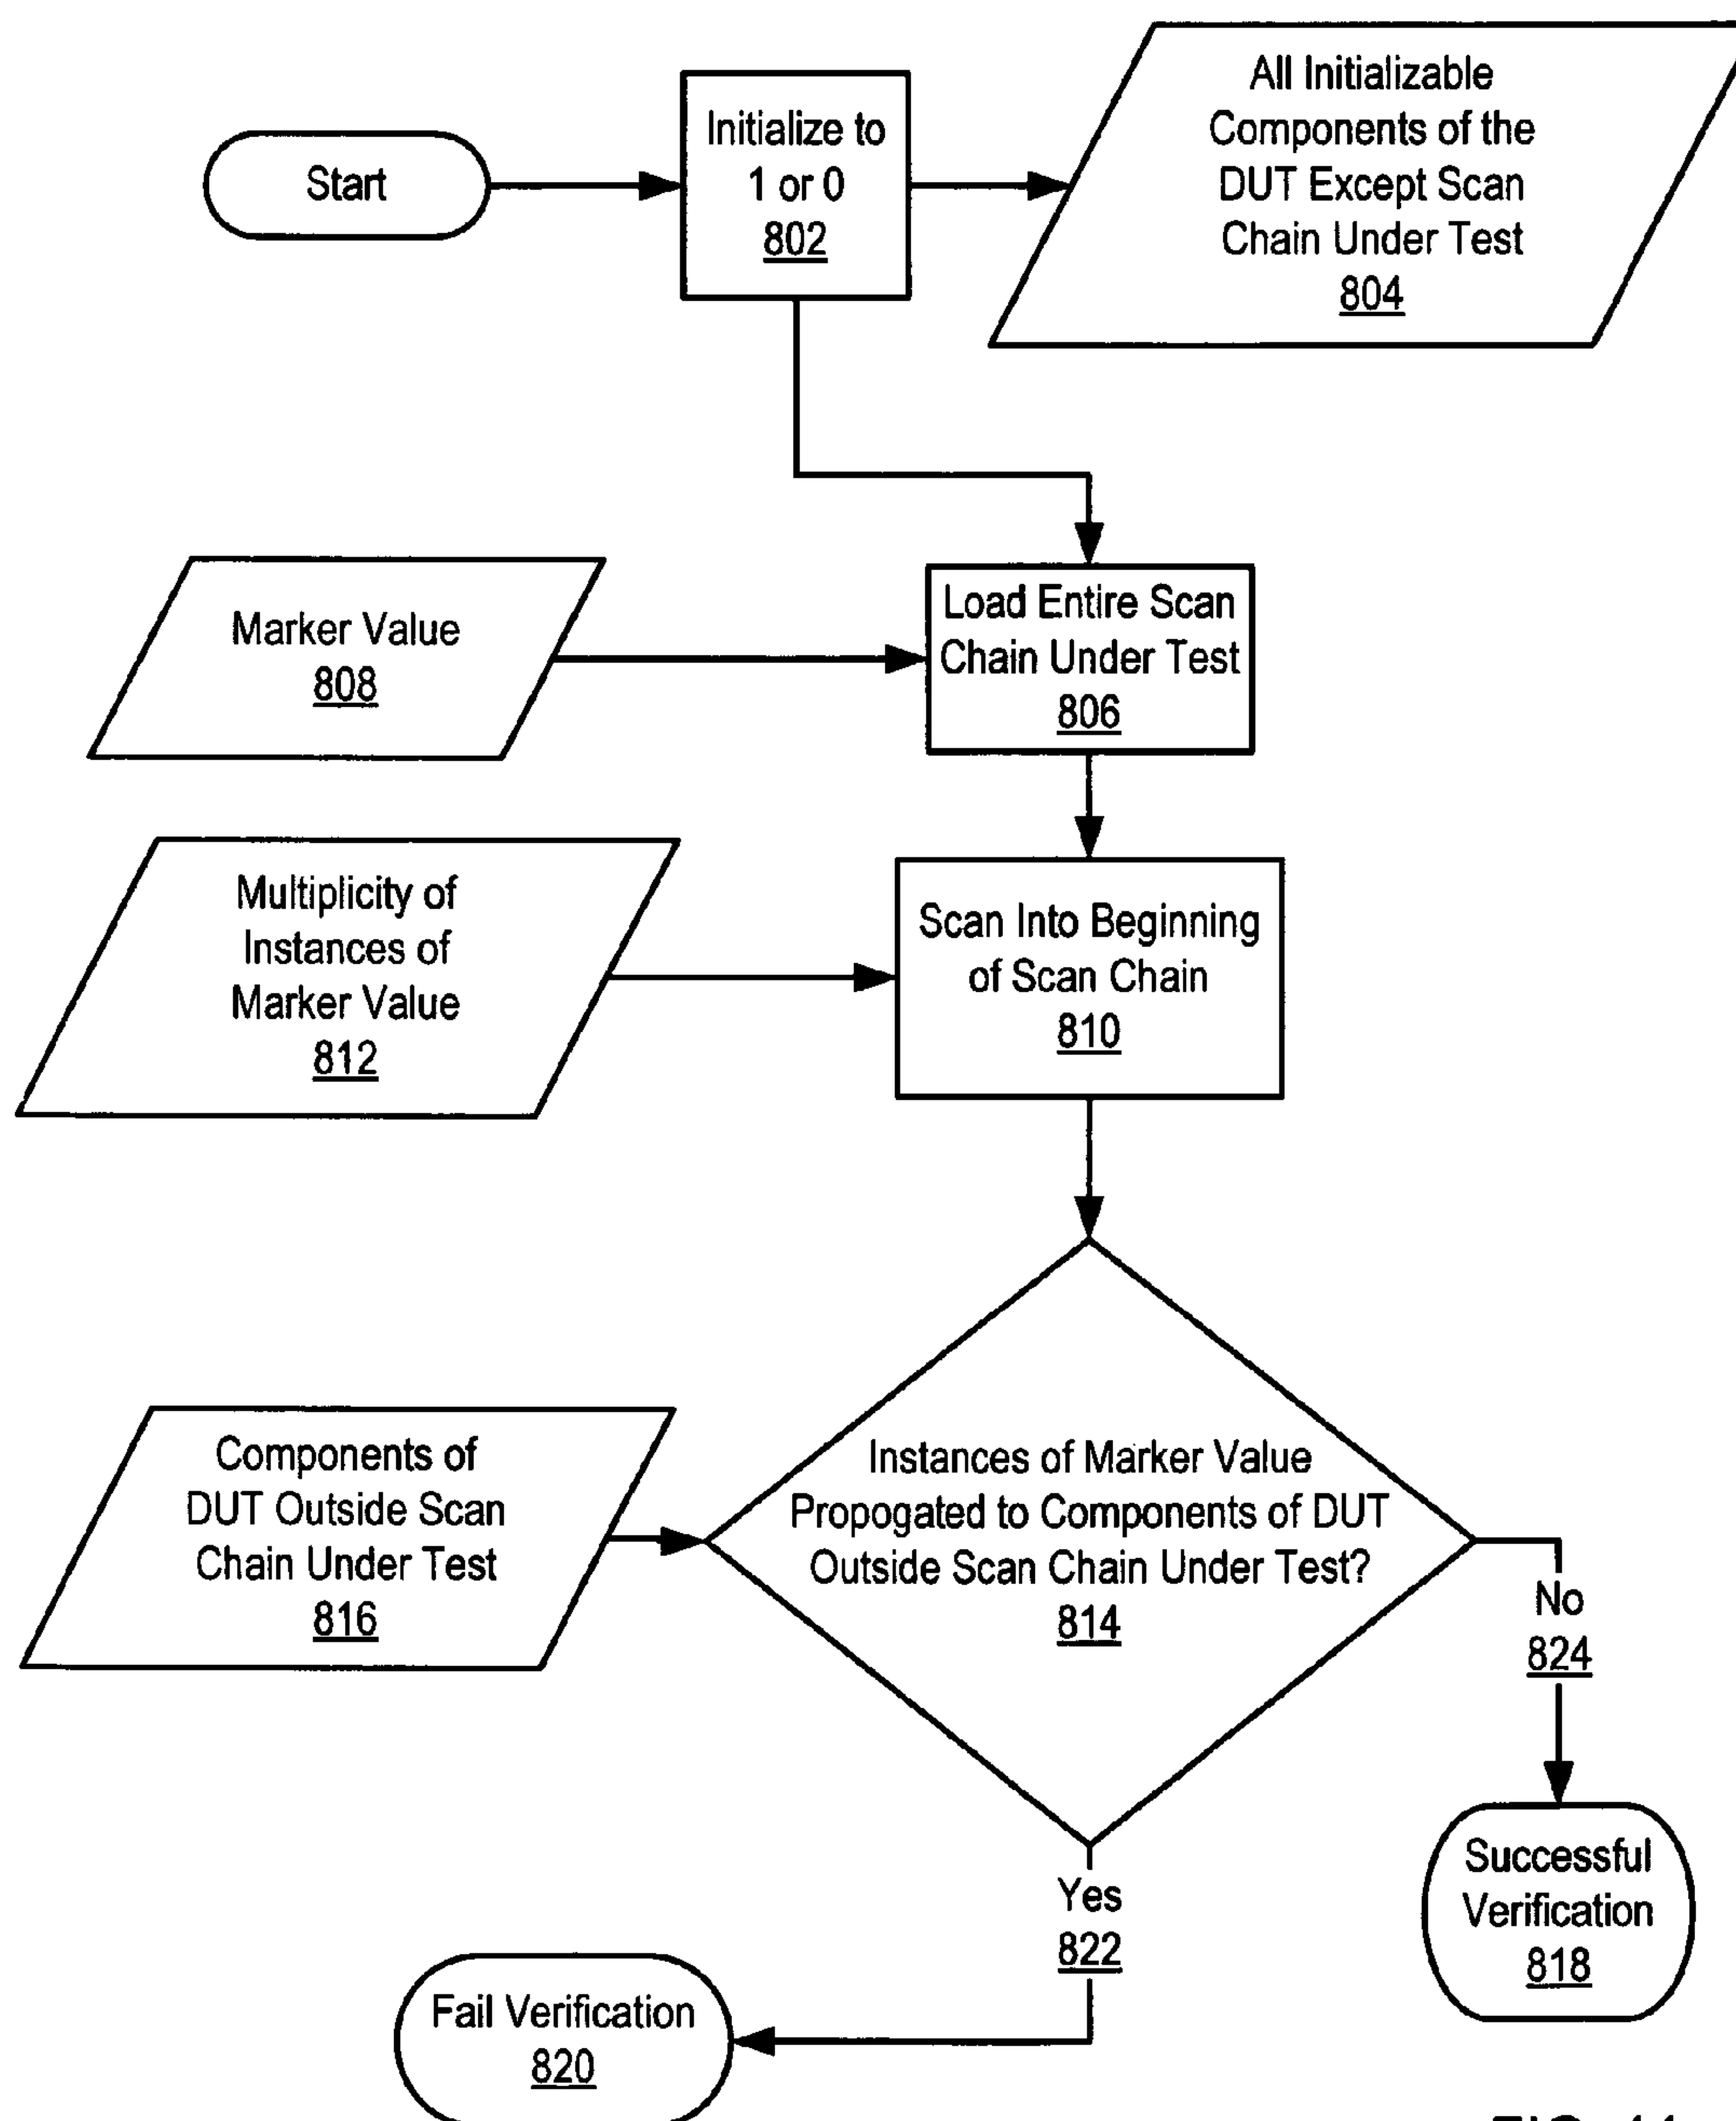 Start
Initialize to
1 or 0
802
All Initializable
Components of the
DUT Except Scan
Chain Under Test
804
Marker Value
808
Load Entire Scan
Chain Under Test
806
Multiplicity of
Instances of
Marker Value
812
Scan Into Beginning
of Scan Chain
810
Components of
DUT Outside Scan
Chain Under Test
816
Instances of Marker Value
Propogated to Components of DUT
Outside Scan Chain Under Test?
814
No
824
Yes
822
Successful
Verification
818
Fail Verification
820